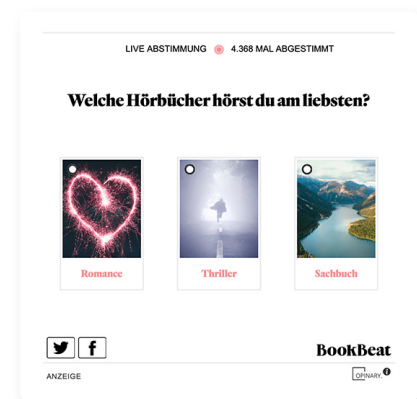 LIVE ABSTIMMUNG 4.368 MAL ABGESTIMMT
Welche Hörbücher hörst du am liebsten?
Romance Thriller Sachbuch
BookBeat
ANZEIGE OPINARY.